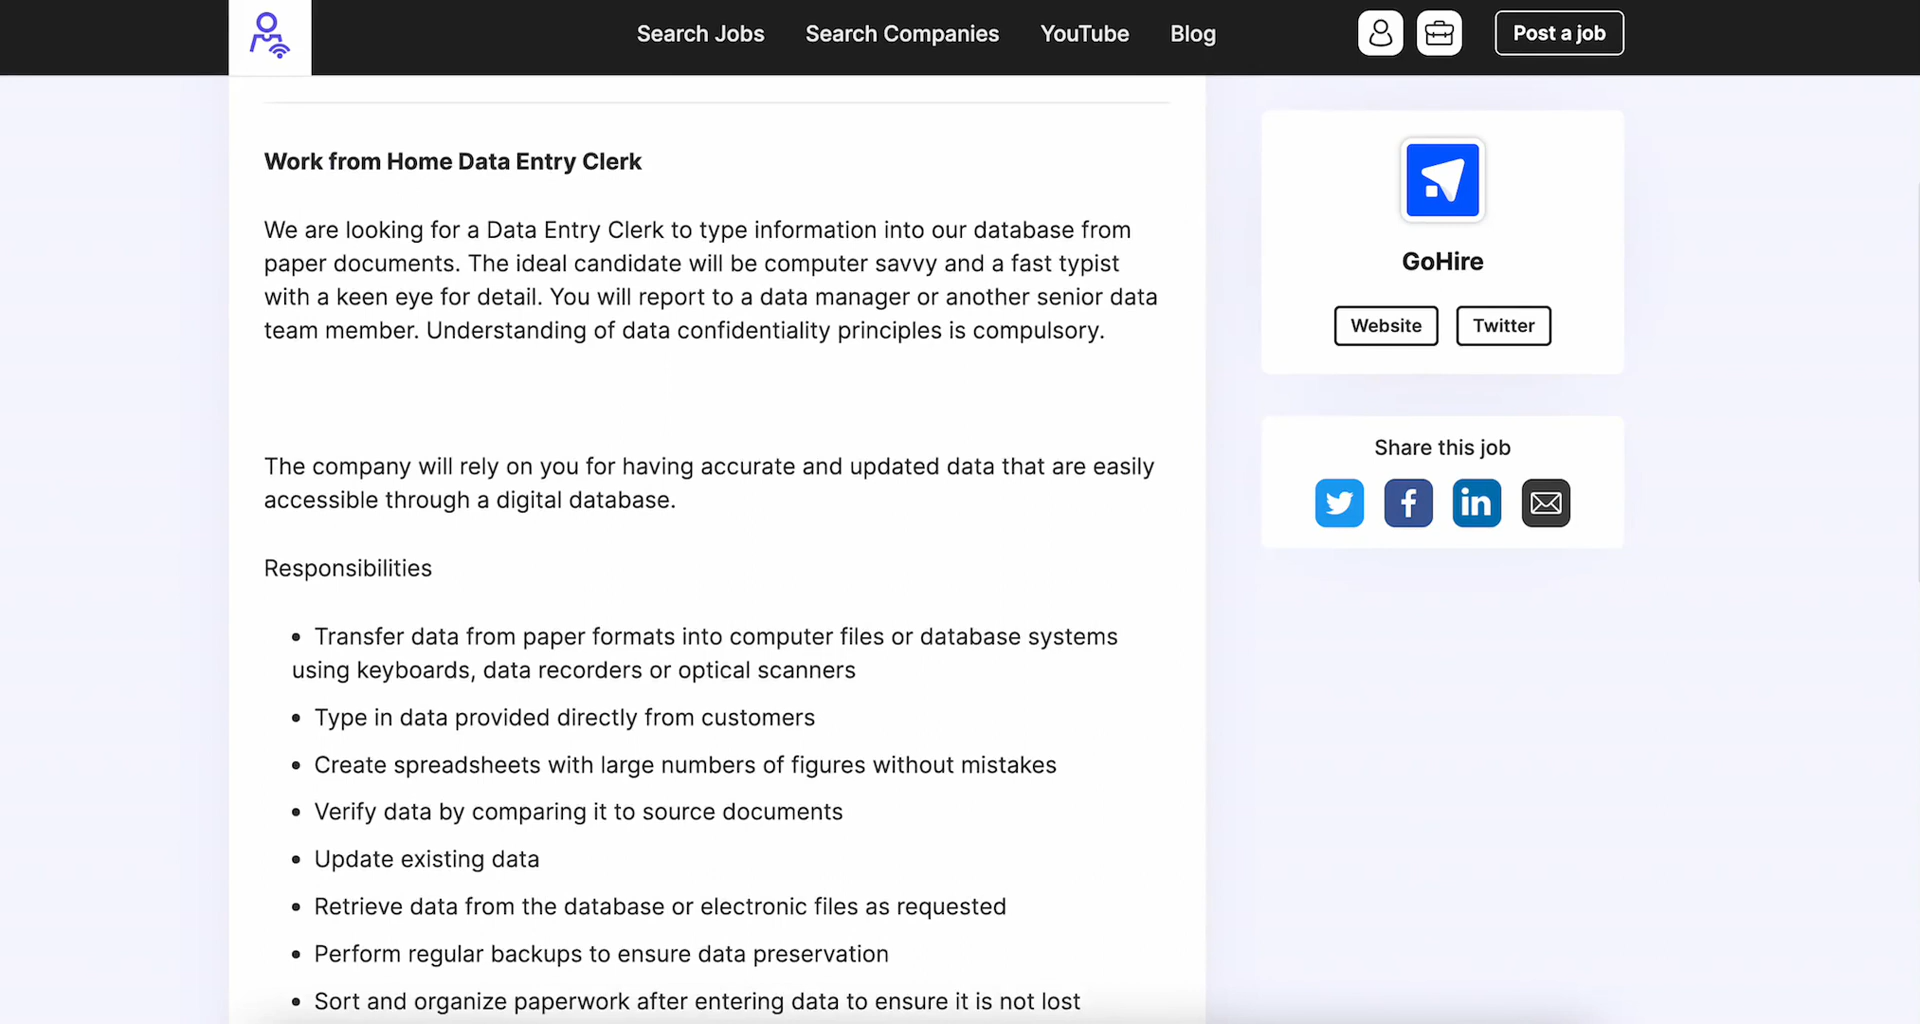 Search Jobs Search Companies YouTube Blog Post a job
Work from Home Data Entry Clerk
We are looking for a Data Entry Clerk to type information into our database from
paper documents. The ideal candidate will be computer savvy and a fast typist
with a keen eye for detail. You will report to a data manager or another senior data
team member. Understanding of data confidentiality principles is compulsory.
The company will rely on you for having accurate and updated data that are easily
accessible through a digital database.
Responsibilities
• Transfer data from paper formats into computer files or database systems
using keyboards, data recorders or optical scanners
• Type in data provided directly from customers
• Create spreadsheets with large numbers of figures without mistakes
• Verify data by comparing it to source documents
• Update existing data
• Retrieve data from the database or electronic files as requested
• Perform regular backups to ensure data preservation
• Sort and organize paperwork after entering data to ensure it is not lost
GoHire
Website Twitter
Share this job